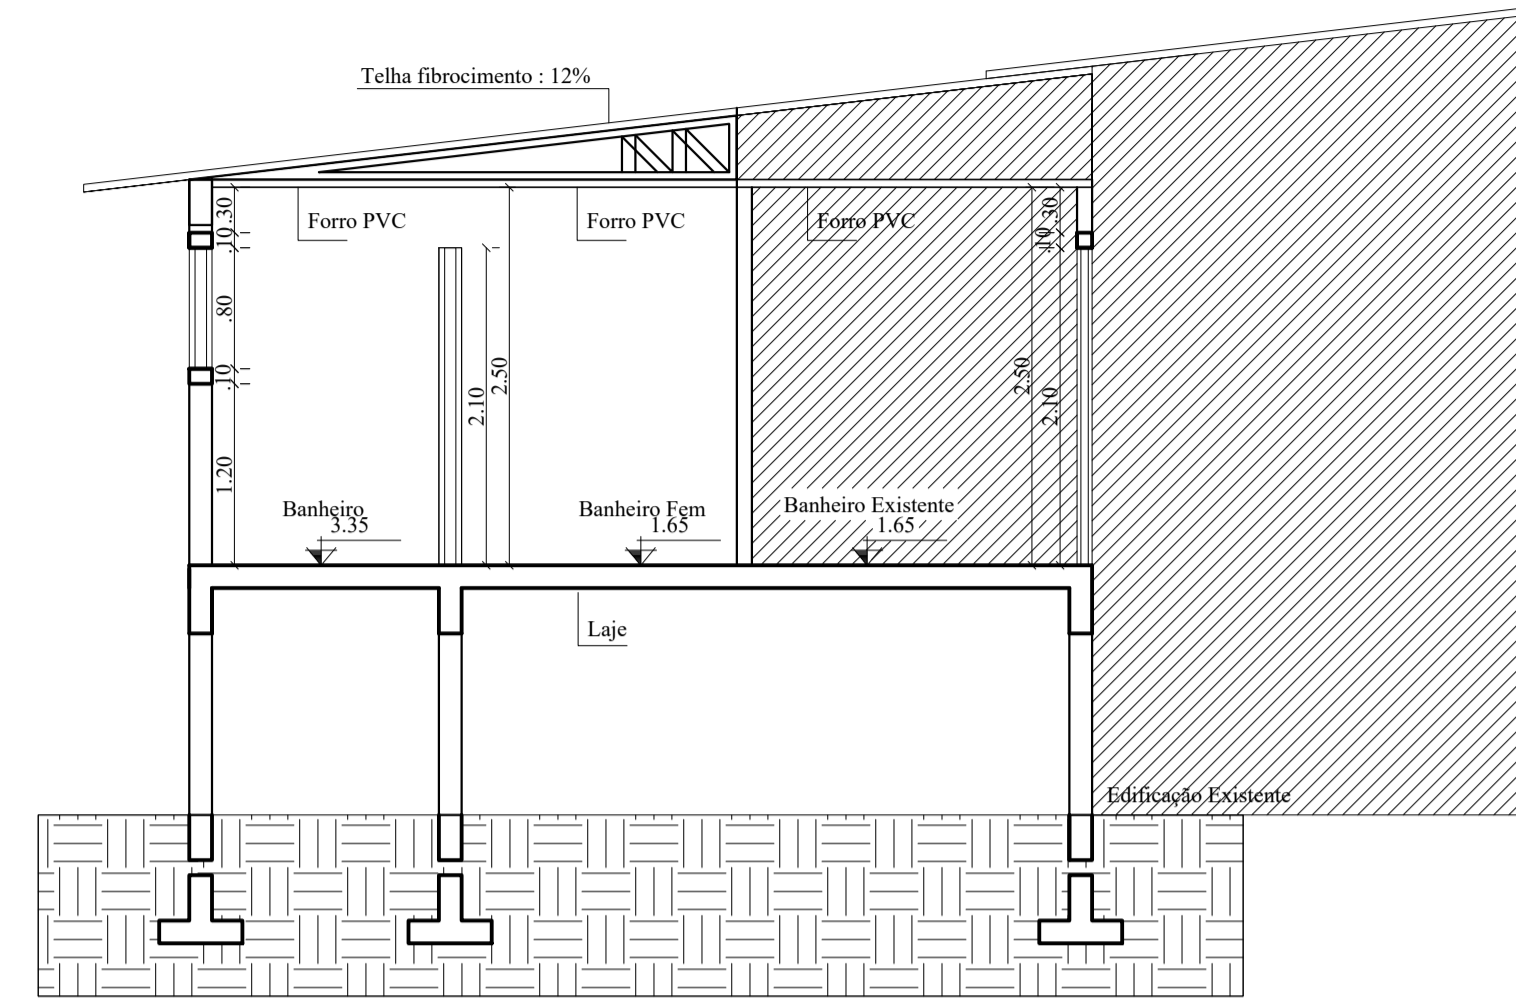 Telha fibrocimento : 12%
Forro PVC
Forro PVC
Forro PVC
.30
.10
.80
.10
1.20
2.10
2.50
2.50
2.10
.30
.10
Banheiro
3.35
Banheiro Fem
1.65
Banheiro Existente
1.65
Laje
Edificação Existente